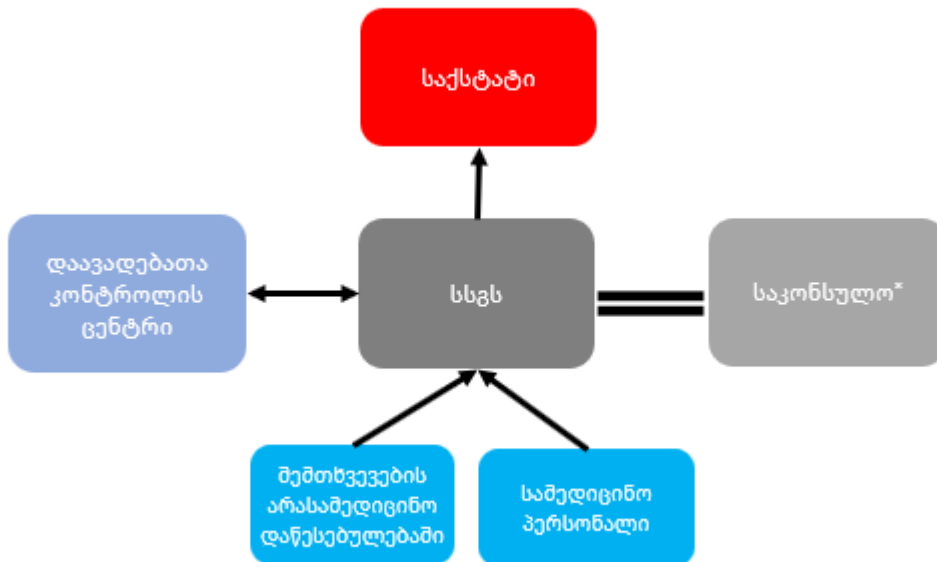 საქსტატი
დაავადებათა
კონტროლის
ცენტრი
სსგს
საკონსულო*
შემთხვევების
არასამედიცინო
დაწესებულებაში
სამედიცინო
პერსონალი